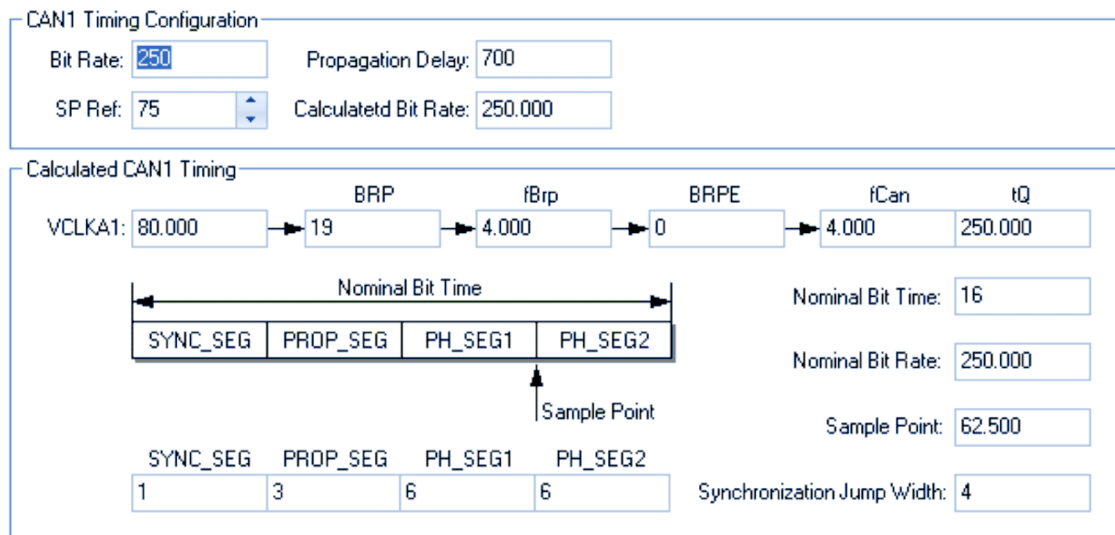 CAN1 Timing Configuration
Bit Rate: 250 Propagation Delay: 700
SP Ref: 75 Calculatetd Bit Rate: 250.000
Calculated CAN1 Timing
BRP fBrp BRPE fCan tQ
VCLKA1: 80.000 19 4.000 0 4.000 250.000
Nominal Bit Time
Nominal Bit Time: 16
SYNC_SEG PROP_SEG PH_SEG1 PH_SEG2
Nominal Bit Rate: 250.000
Sample Point
Sample Point: 62.500
SYNC_SEG PROP_SEG PH_SEG1 PH_SEG2
1 3 6 6
Synchronization Jump Width: 4